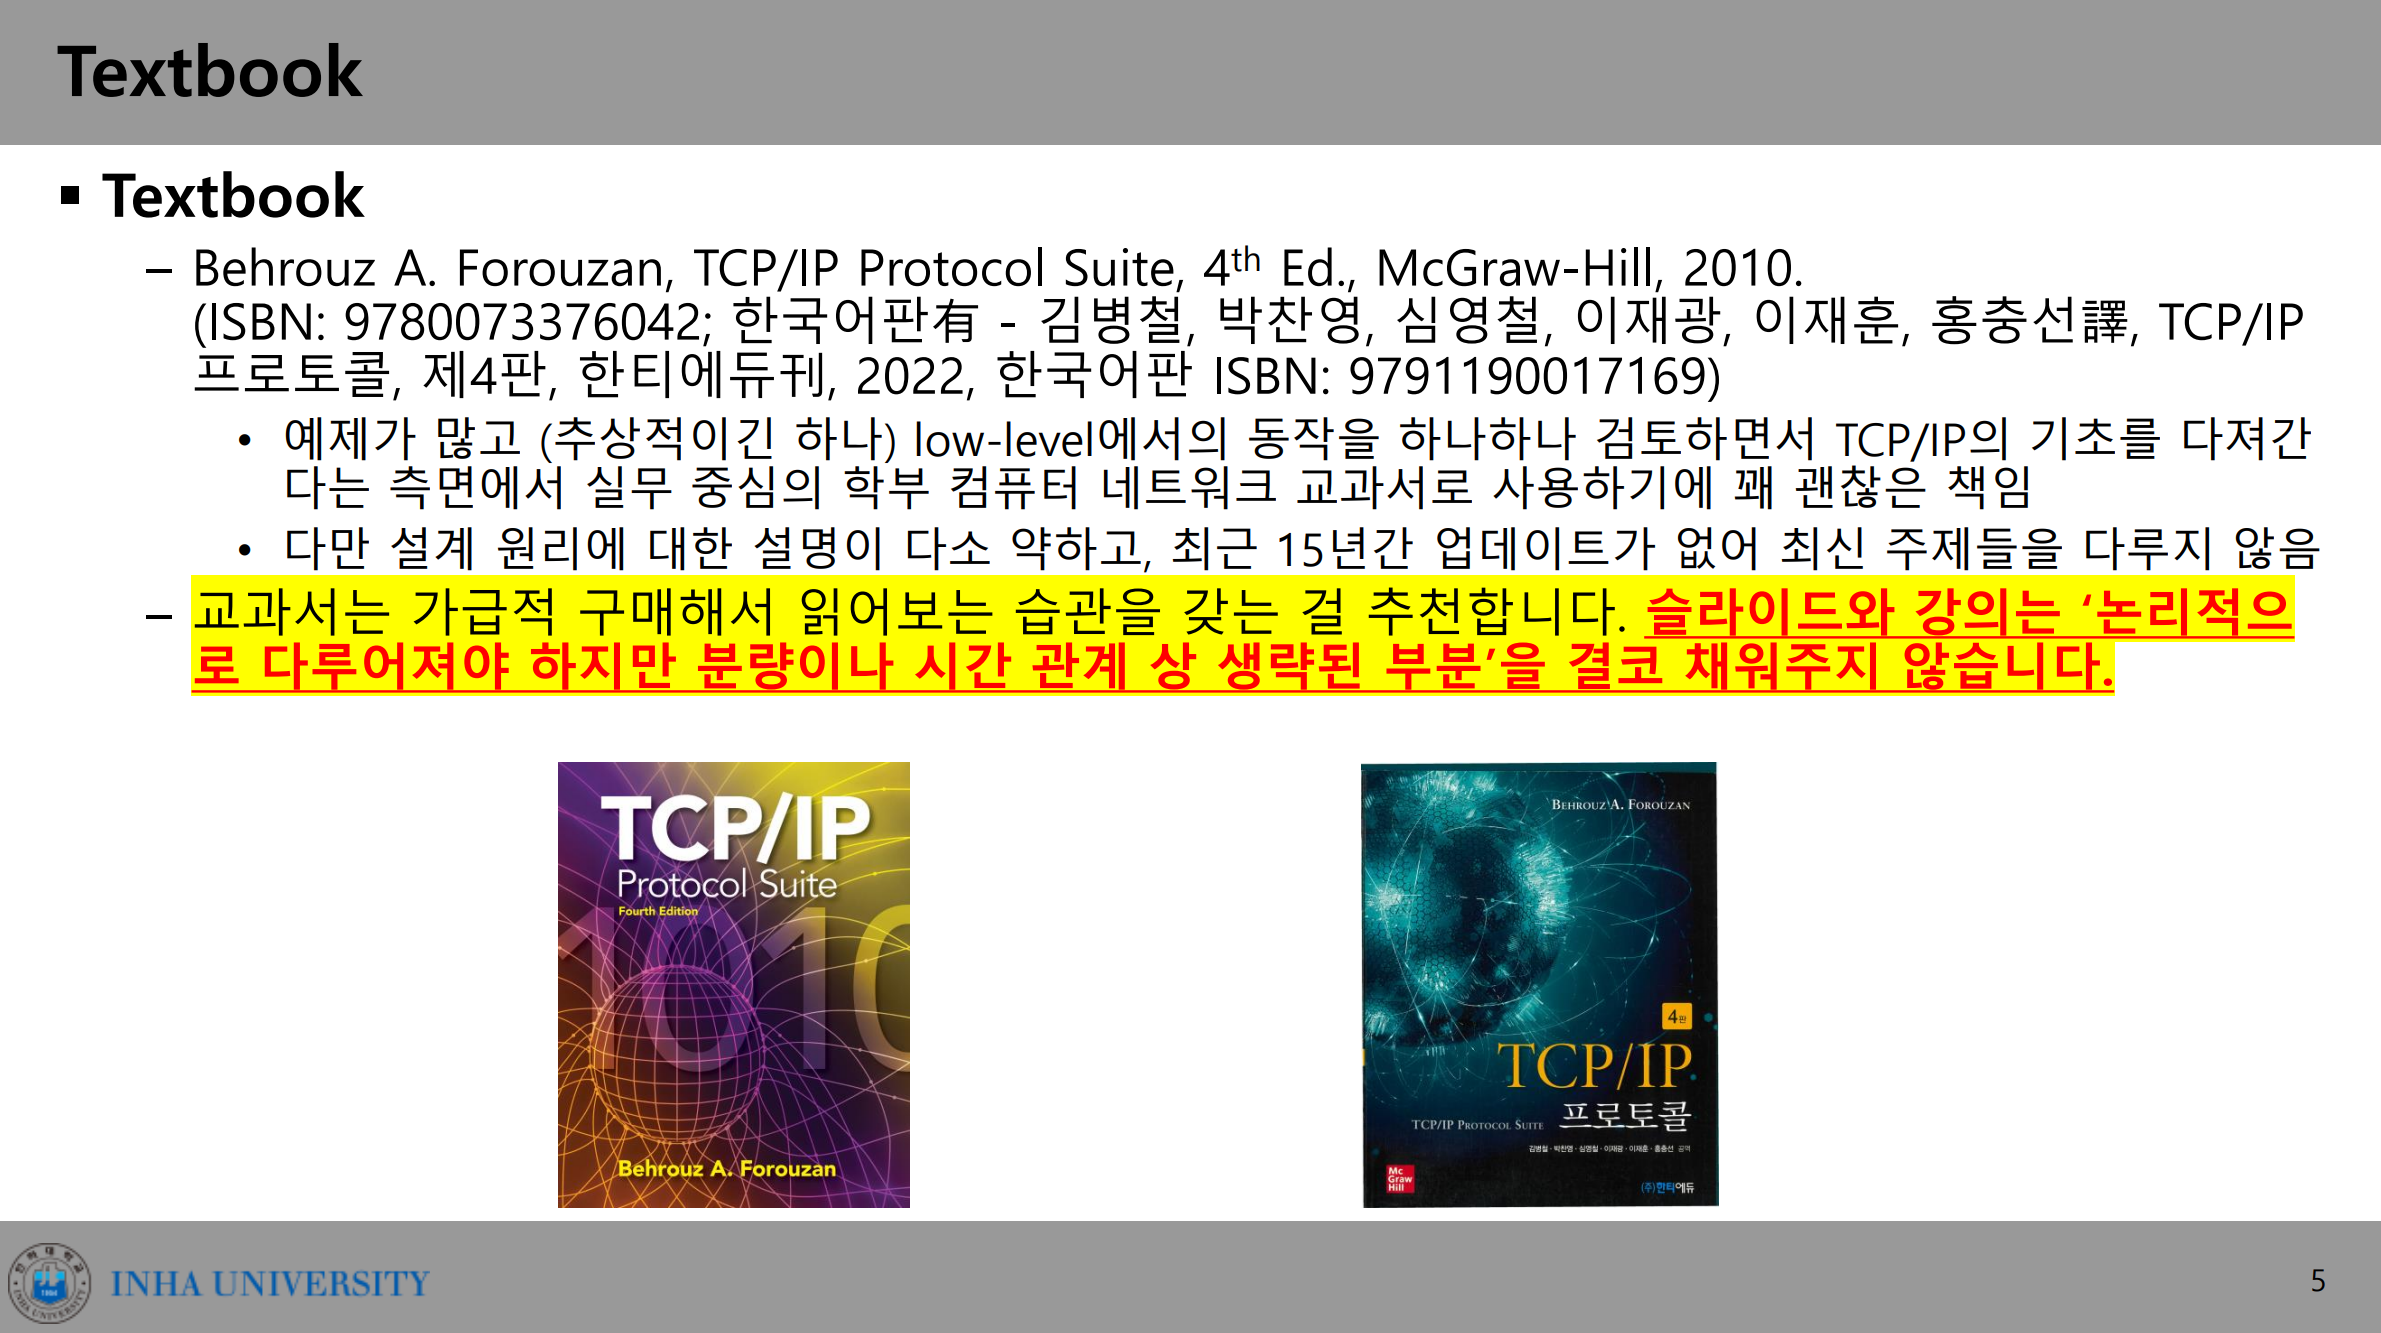 Textbook
▪ Textbook
– Behrouz A. Forouzan, TCP/IP Protocol Suite, 4th Ed., McGraw-Hill, 2010.
(ISBN: 9780073376042; 한국어판有 - 김병철, 박찬영, 심영철, 이재광, 이재훈, 홍충선譯, TCP/IP
프로토콜, 제4판, 한티에듀刊, 2022, 한국어판 ISBN: 9791190017169)
• 예제가 많고 (추상적이긴 하나) low-level에서의 동작을 하나하나 검토하면서 TCP/IP의 기초를 다져간
다는 측면에서 실무 중심의 학부 컴퓨터 네트워크 교과서로 사용하기에 꽤 괜찮은 책임
• 다만 설계 원리에 대한 설명이 다소 약하고, 최근 15년간 업데이트가 없어 최신 주제들을 다루지 않음
– 교과서는 가급적 구매해서 읽어보는 습관을 갖는 걸 추천합니다. 슬라이드와 강의는 ‘논리적으
로 다루어져야 하지만 분량이나 시간 관계 상 생략된 부분’을 결코 채워주지 않습니다.
TCP/IP
Protocol Suite
Fourth Edition
1010
Behrouz A. Forouzan
BEHROUZ A. FOROUZAN
4판
TCP/IP
TCP/IP PROTOCOL SUITE 프로토콜
김병철 · 박찬영 · 심영철 · 이재광 · 이재훈 · 홍충선 공역
Mc
Graw
Hill
(주)한티에듀
인하대학교
INHA UNIVERSITY
1954
INHA UNIVERSITY
5